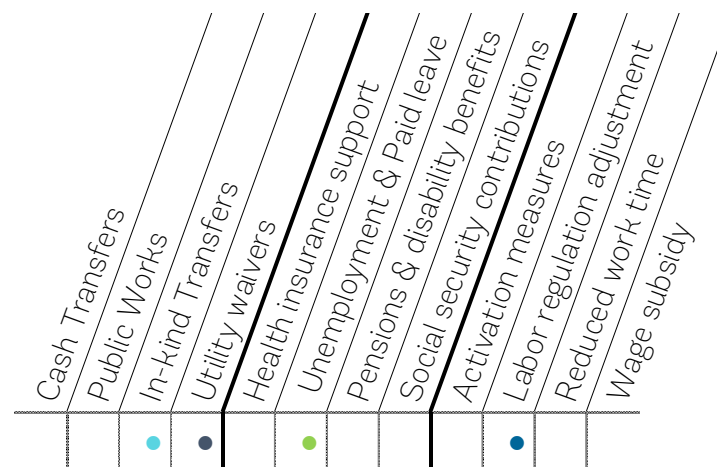 Cash Transfers
Public Works
In-kind Transfers
Utility waivers
Health insurance support
Unemployment & Paid leave
Pensions & disability benefits
Social security contributions
Activation measures
Labor regulation adjustment
Reduced work time
Wage subsidy